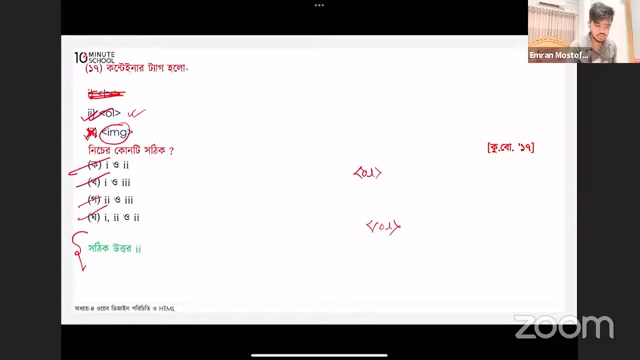 10 MINUTE SCHOOL
Emran Mostof...
(১৭) কন্টেইনার ট্যাগ হলো-
i) <br>
ii) <ol>
<img>
নিচের কোনটি সঠিক ?
[কু.বো. '১৭]
(ক) i ও ii
(খ) i ও iii
(গ) ii ও iii
(ঘ) i, ii ও ii
<ol>
</ol>
সঠিক উত্তর ii
অধ্যায়-৪ ওয়েব ডিজাইন পরিচিতি ও HTML
zoom